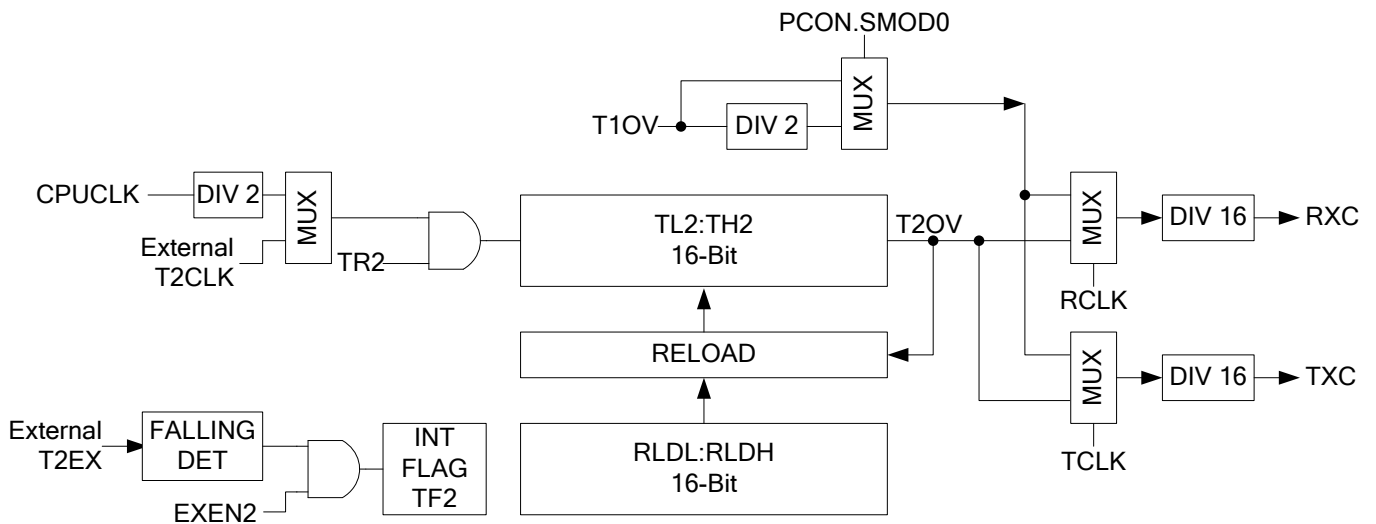 PCON.SMOD0
MUX
T1OV
DIV 2
CPUCLK
DIV 2
MUX
External
T2CLK
TR2
TL2:TH2
16-Bit
T2OV
MUX
DIV 16
RXC
RCLK
RELOAD
MUX
DIV 16
TXC
TCLK
External
T2EX
FALLING
DET
EXEN2
INT
FLAG
TF2
RLDL:RLDH
16-Bit